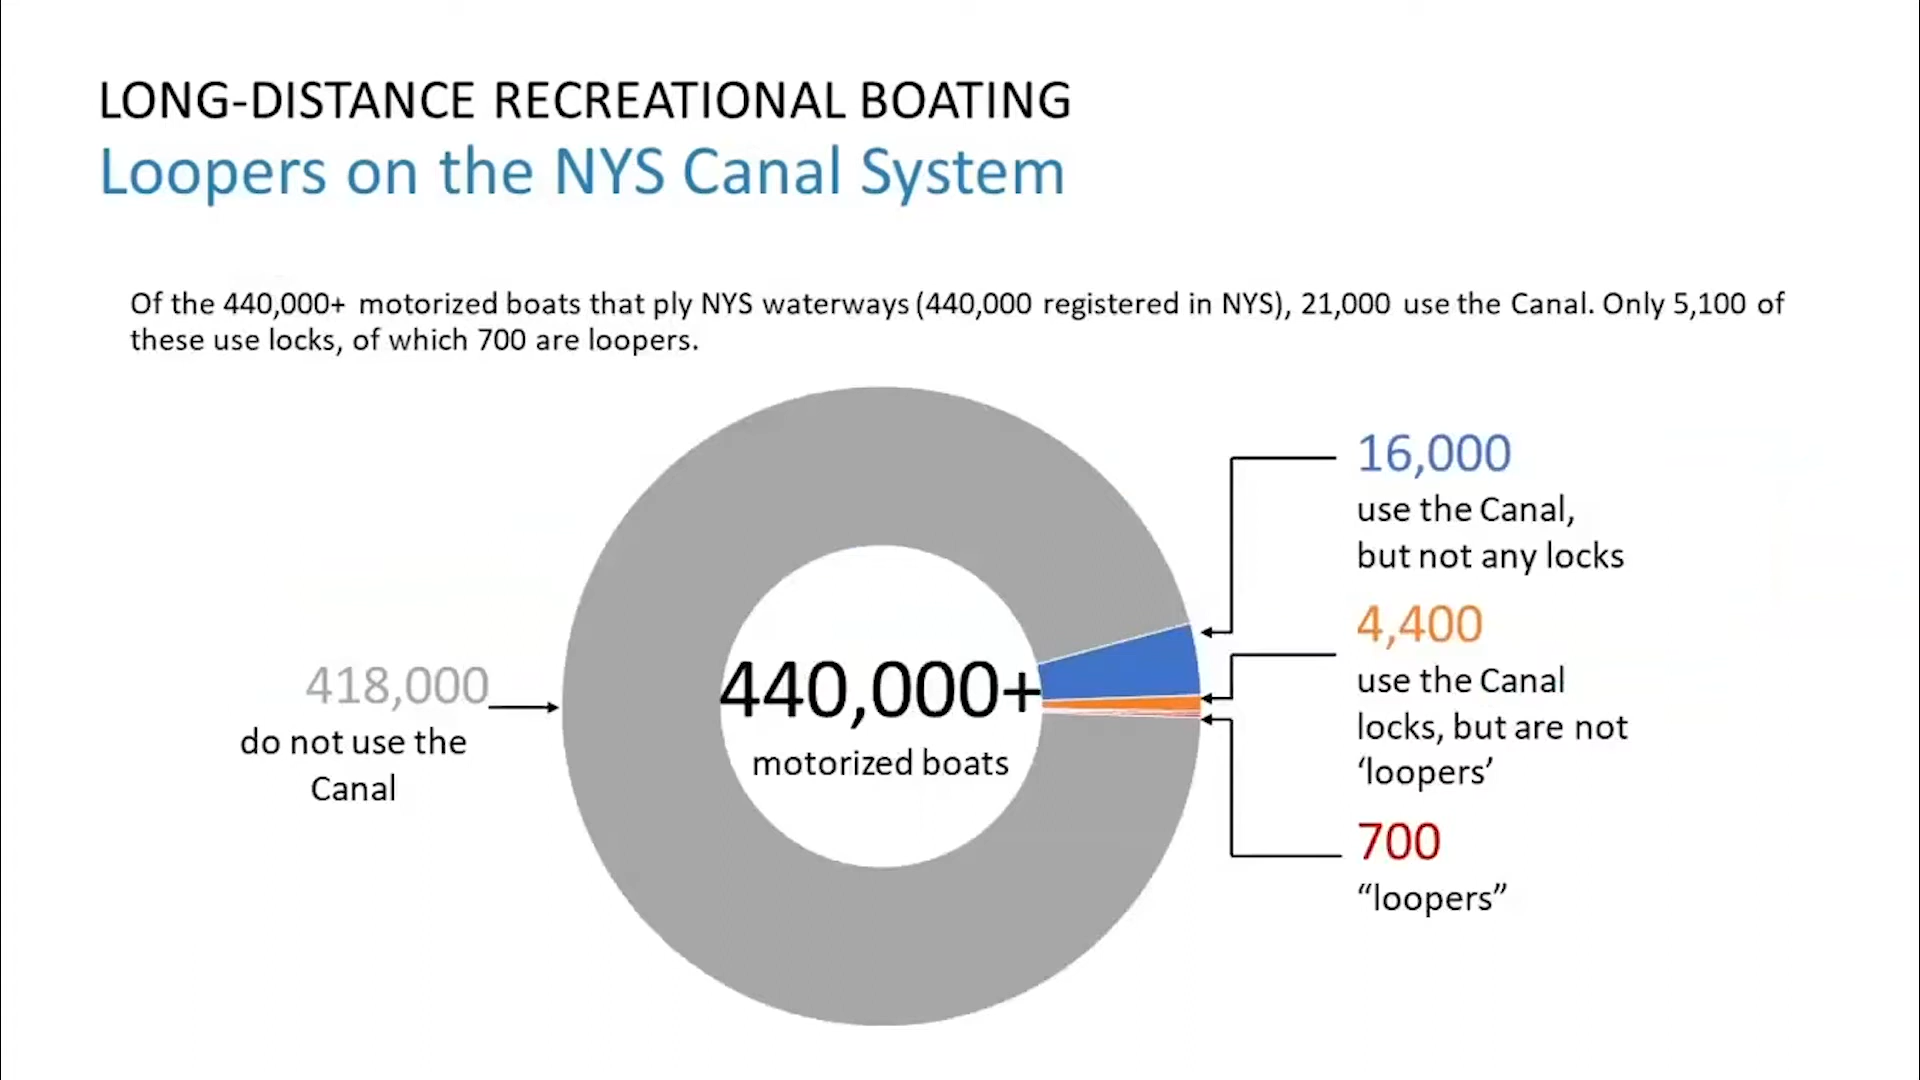 LONG-DISTANCE RECREATIONAL BOATING
Loopers on the NYS Canal System
Of the 440,000+ motorized boats that ply NYS waterways (440,000 registered in NYS), 21,000 use the Canal. Only 5,100 of
these use locks, of which 700 are loopers.
418,000
do not use the
Canal
440,000+
motorized boats
16,000
use the Canal,
but not any locks
4,400
use the Canal
locks, but are not
‘loopers’
700
“loopers”